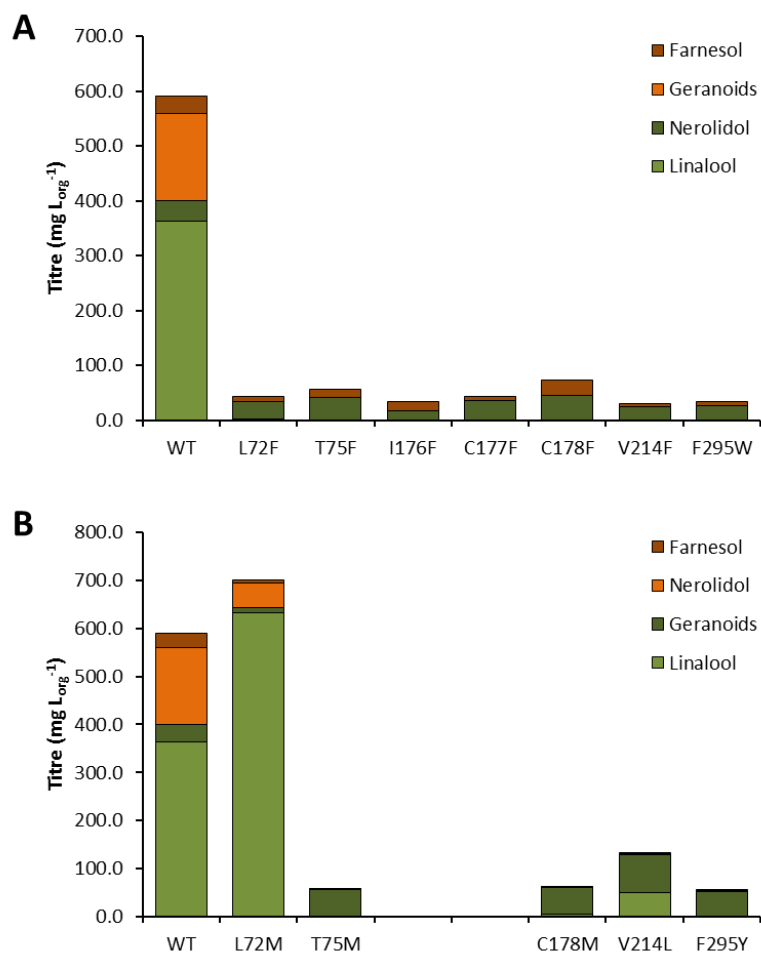 A
Titre (mg Lorg-1)
700.0
600.0
500.0
400.0
300.0
200.0
100.0
0.0
Farnesol
Geranoids
Nerolidol
Linalool
WT L72F T75F I176F C177F C178F V214F F295W
B
Titre (mg Lorg-1)
800.0
700.0
600.0
500.0
400.0
300.0
200.0
100.0
0.0
Farnesol
Nerolidol
Geranoids
Linalool
WT L72M T75M C178M V214L F295Y